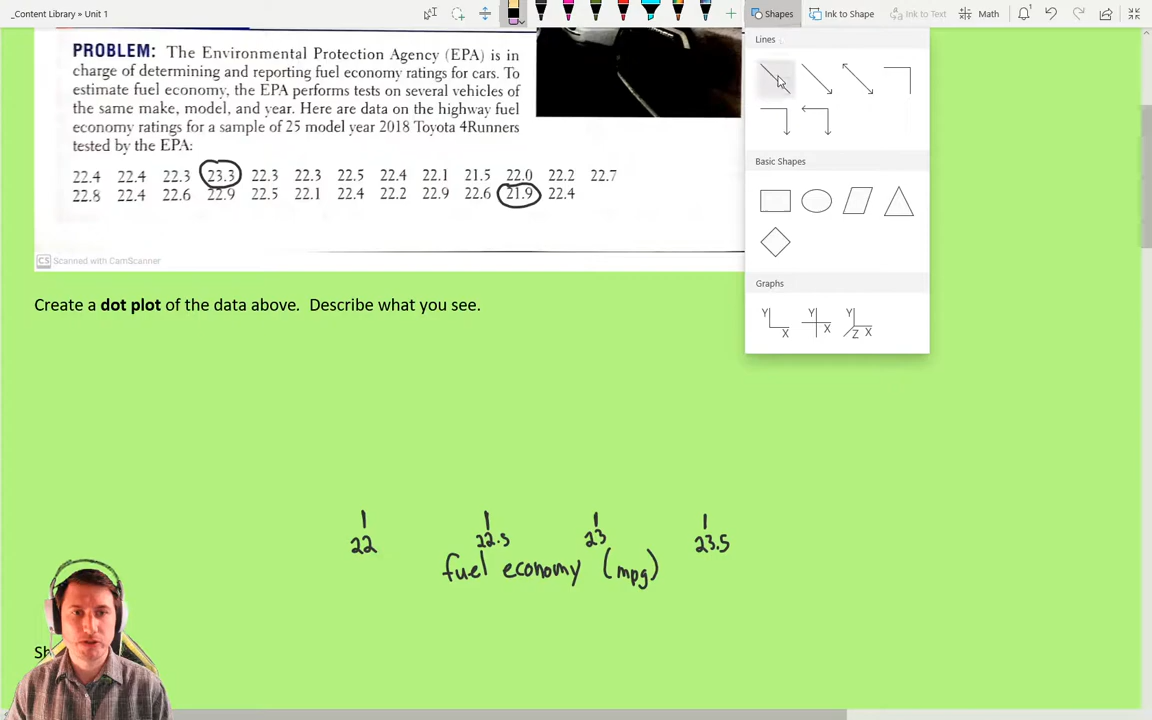 _Content Library » Unit 1
Shapes
Ink to Shape
Ink to Text
Math
Lines
Basic Shapes
Graphs
Y
X
Y
X
Y
Z X
PROBLEM: The Environmental Protection Agency (EPA) is in
charge of determining and reporting fuel economy ratings for cars. To
estimate fuel economy, the EPA performs tests on several vehicles of
the same make, model, and year. Here are data on the highway fuel
economy ratings for a sample of 25 model year 2018 Toyota 4Runners
tested by the EPA:
22.4 22.4 22.3 23.3 22.3 22.3 22.5 22.4 22.1 21.5 22.0 22.2 22.7
22.8 22.4 22.6 22.9 22.5 22.1 22.4 22.2 22.9 22.6 21.9 22.4
CS Scanned with CamScanner
Create a dot plot of the data above. Describe what you see.
22 22.5 23 23.5
fuel economy (mpg)